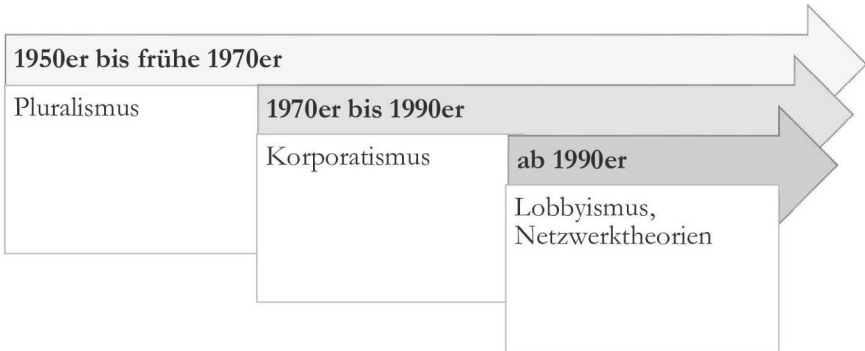 1950er bis frühe 1970er
Pluralismus
1970er bis 1990er
Korporatismus
ab 1990er
Lobbyismus,
Netzwerktheorien